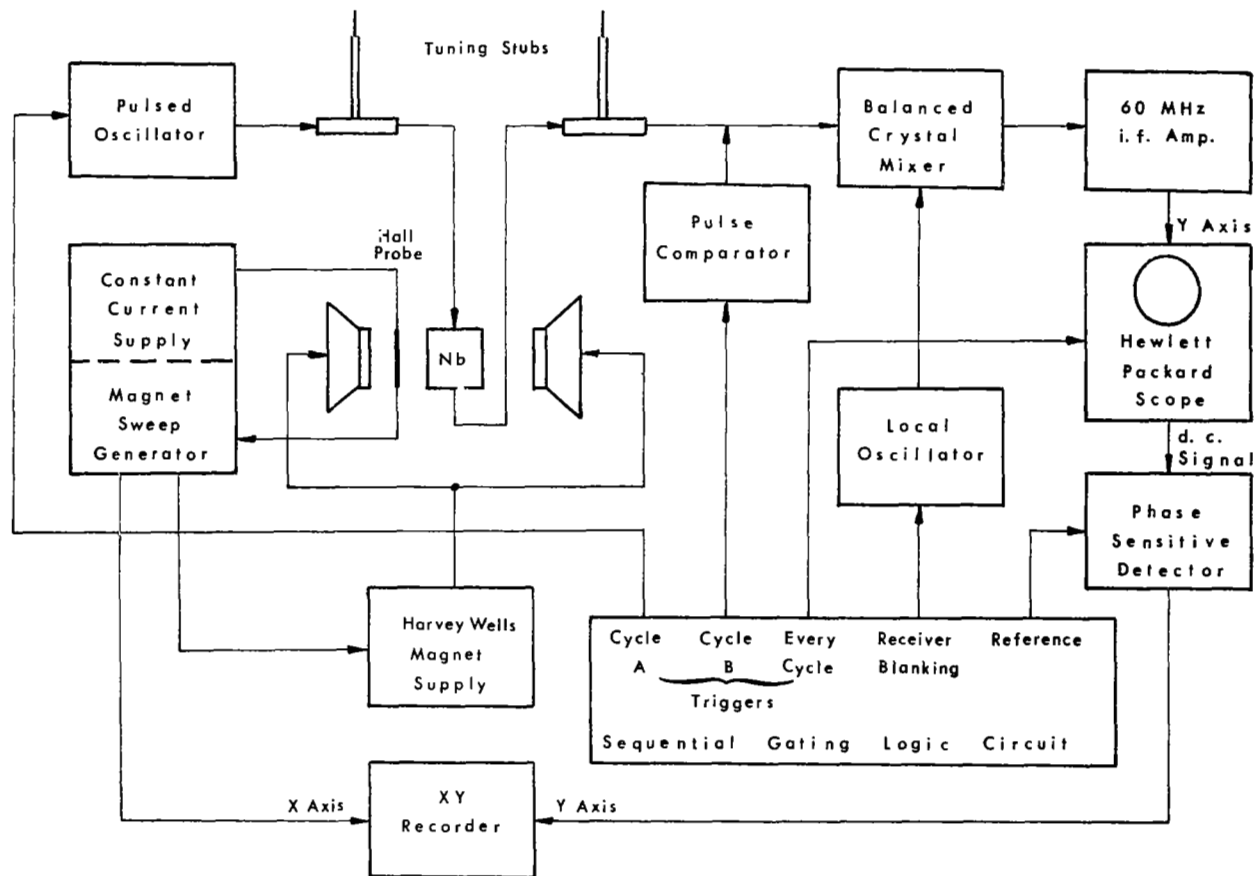 Tuning Stubs
Pulsed
Oscillator
Balanced
Crystal
Mixer
60 MHz
i.f. Amp.
Pulse
Comparator
Y Axis
Hall
Probe
Constant
Current
Supply
Magnet
Sweep
Generator
Nb
Hewlett
Packard
Scope
Local
Oscillator
d. c.
Signal
Phase
Sensitive
Detector
Harvey Wells
Magnet
Supply
Cycle Cycle Every Receiver Reference
A B Cycle Blanking
Triggers
Sequential Gating Logic Circuit
X Axis
XY
Recorder
Y Axis